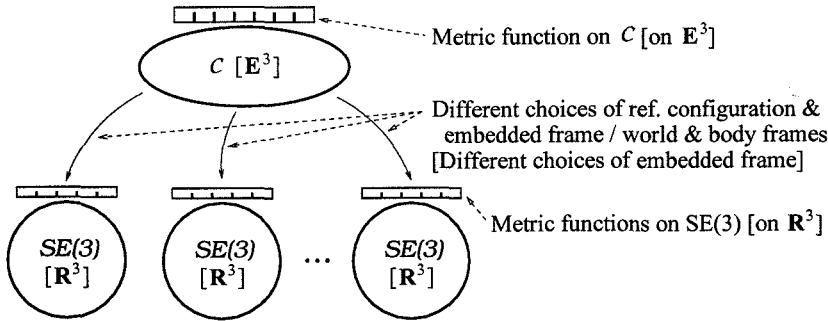 Metric function on C [on E³]
C [E³]
Different choices of ref. configuration &
embedded frame / world & body frames
[Different choices of embedded frame]
Metric functions on SE(3) [on R³]
SE(3) SE(3) SE(3)
[R³] [R³] ... [R³]